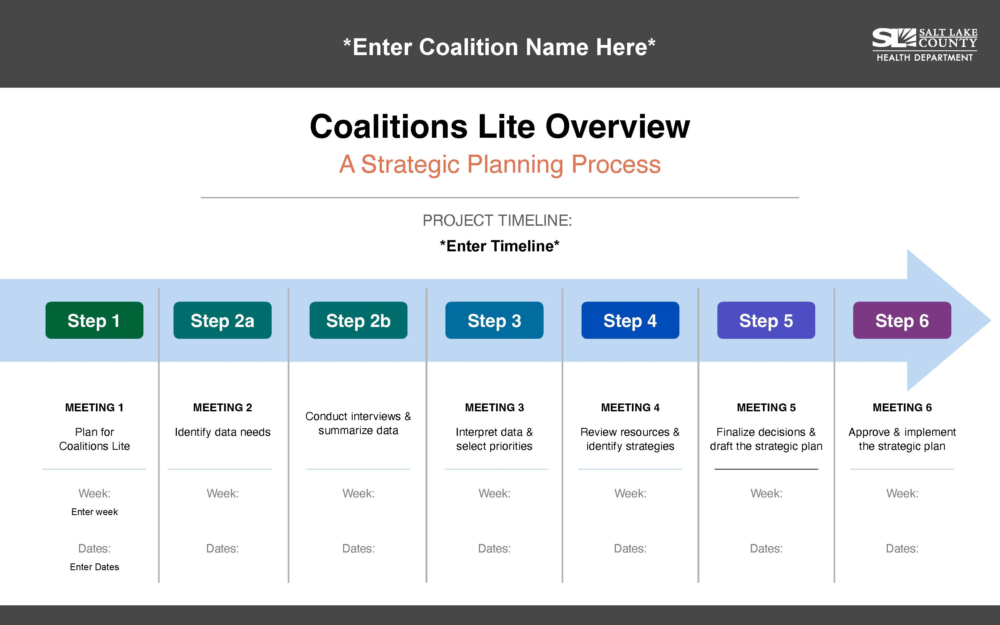 *Enter Coalition Name Here*
SL SALT LAKE
COUNTY
HEALTH DEPARTMENT
Coalitions Lite Overview
A Strategic Planning Process
PROJECT TIMELINE:
*Enter Timeline*
Step 1
Step 2a
Step 2b
Step 3
Step 4
Step 5
Step 6
MEETING 1
Plan for
Coalitions Lite
Week:
Enter week
Dates:
Enter Dates
MEETING 2
Identify data needs
Week:
Dates:
Conduct interviews &
summarize data
Week:
Dates:
MEETING 3
Interpret data &
select priorities
Week:
Dates:
MEETING 4
Review resources &
identify strategies
Week:
Dates:
MEETING 5
Finalize decisions &
draft the strategic plan
Week:
Dates:
MEETING 6
Approve & implement
the strategic plan
Week:
Dates: